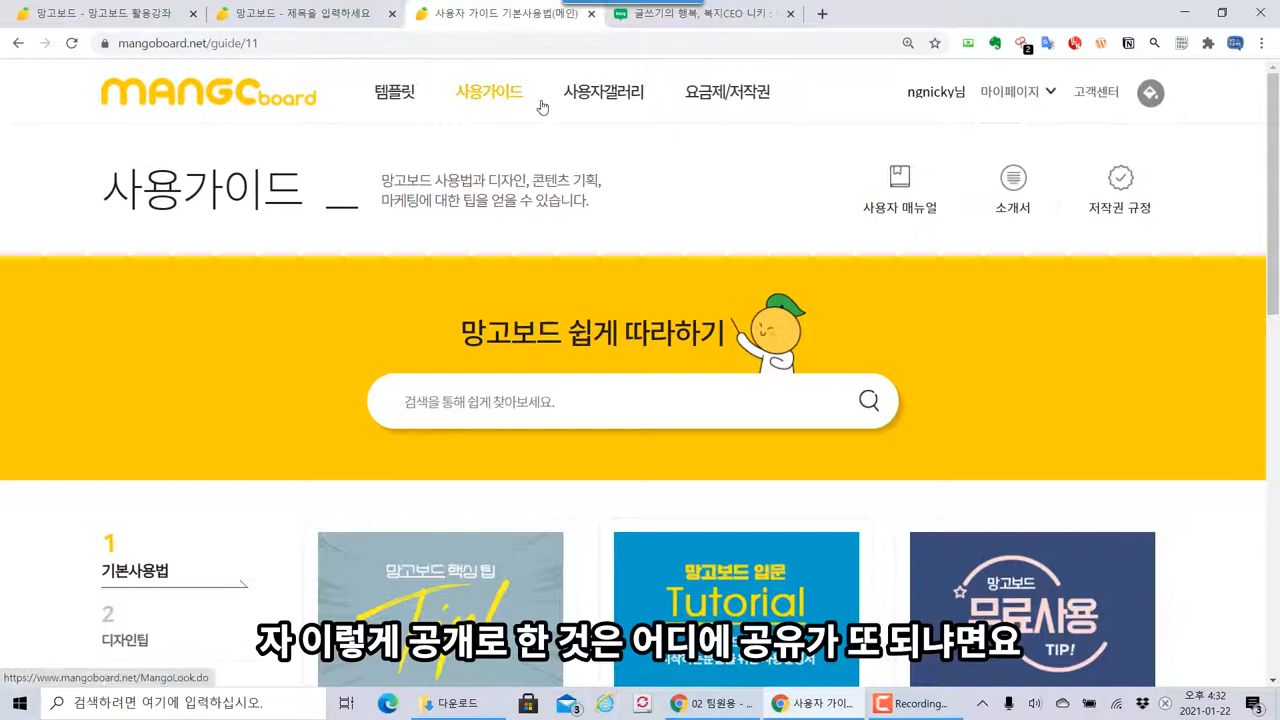 망고보드 - 망고보드 활용강좌
망고보드 - 제목을 입력하세요
사용자 가이드 기본사용법(메인)
글쓰기의 행복, 복지CEO 니키 :
mangoboard.net/guide/11
MANGOboard
템플릿
사용가이드
사용자갤러리
요금제/저작권
ngnicky님
마이페이지
고객센터
사용가이드 _
망고보드 사용법과 디자인, 콘텐츠 기획,
마케팅에 대한 팁을 얻을 수 있습니다.
사용자 매뉴얼
소개서
저작권 규정
망고보드 쉽게 따라하기
검색을 통해 쉽게 찾아보세요.
1
기본사용법
2
디자인팁
망고보드 핵심 팁
Tip!
망고보드 입문
Tutorial
망고보드
무료사용
TIP!
자 이렇게 공개로 한 것은 어디에 공유가 또 되냐면요
https://www.mangoboard.net/MangoLook.do
검색하려면 여기에 입력하십시오.
다운로드
3
02 팀원용 - ...
사용자 가이...
Recording...
오후 4:32
2021-01-22
3